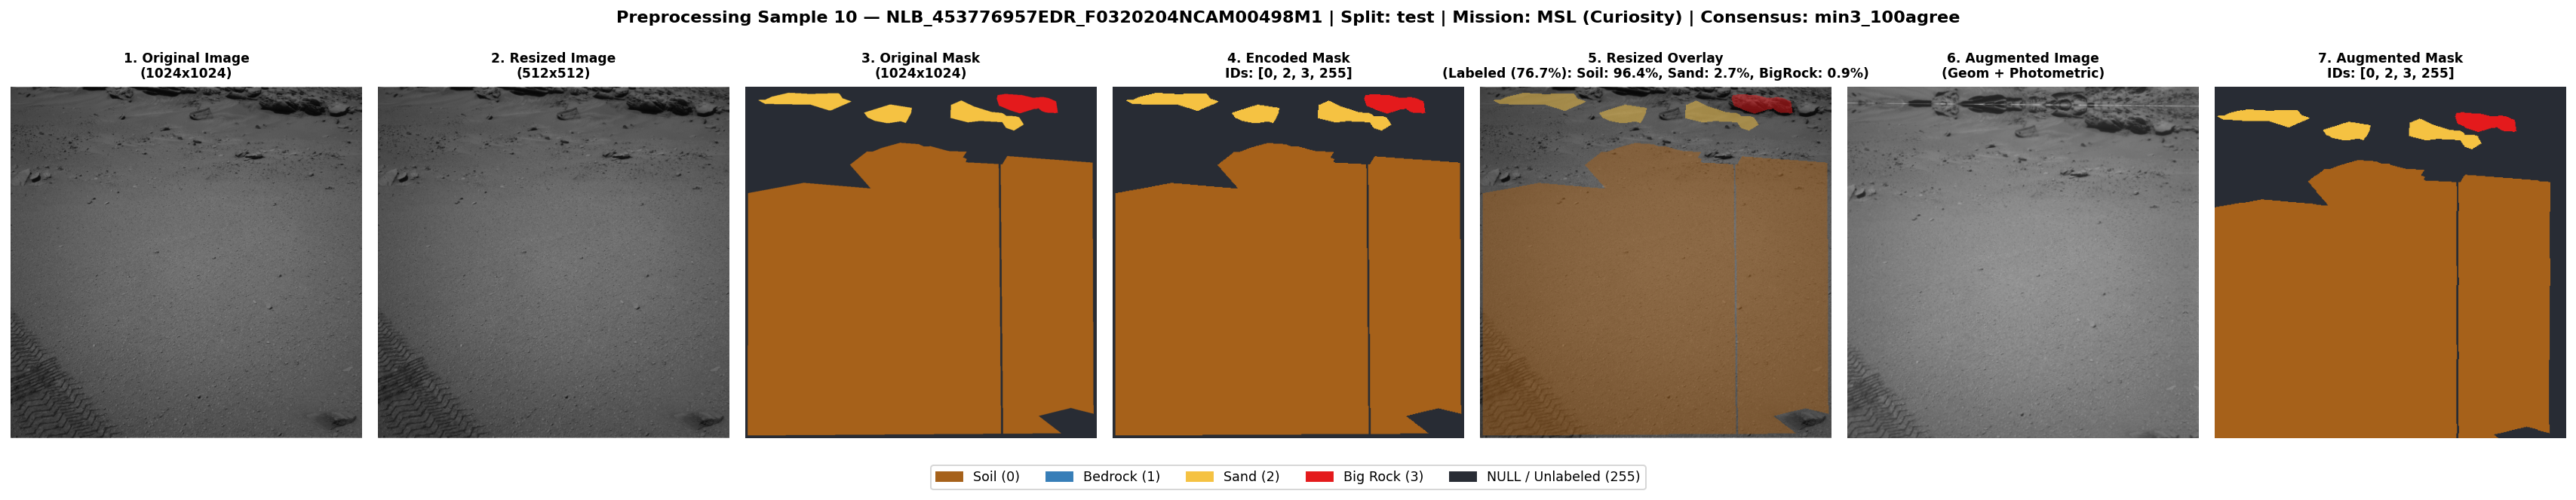 Preprocessing Sample 10 — NLB_453776957EDR_F0320204NCAM00498M1 | Split: test | Mission: MSL (Curiosity) | Consensus: min3_100agree
1. Original Image
(1024x1024)
2. Resized Image
(512x512)
3. Original Mask
(1024x1024)
4. Encoded Mask
IDs: [0, 2, 3, 255]
5. Resized Overlay
(Labeled (76.7%): Soil: 96.4%, Sand: 2.7%, BigRock: 0.9%)
6. Augmented Image
(Geom + Photometric)
7. Augmented Mask
IDs: [0, 2, 3, 255]
Soil (0)
Bedrock (1)
Sand (2)
Big Rock (3)
NULL / Unlabeled (255)